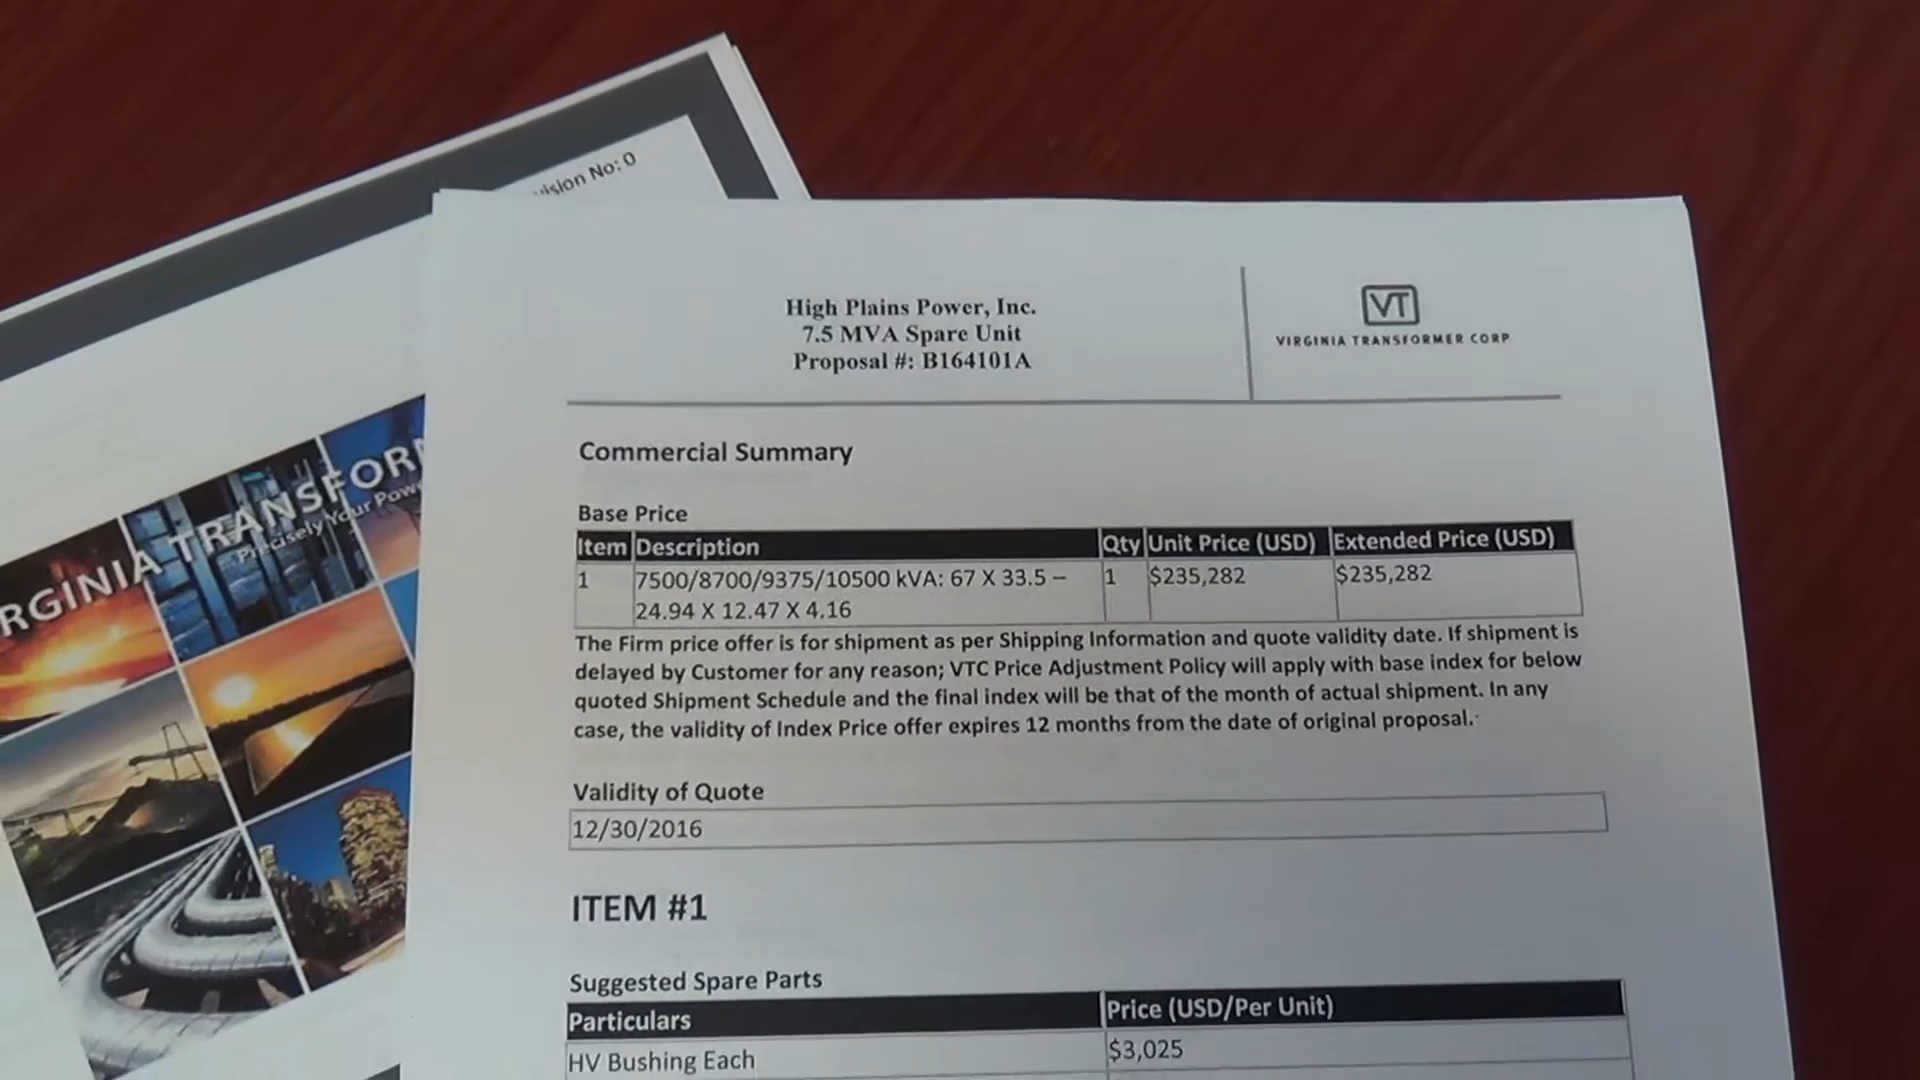 ision No: 0
RGINIA TRANSFOR
Precisely Your Pow
High Plains Power, Inc.
7.5 MVA Spare Unit
Proposal #: B164101A
VT
VIRGINIA TRANSFORMER CORP
Commercial Summary
Base Price
Item Description Qty Unit Price (USD) Extended Price (USD)
1 7500/8700/9375/10500 kVA: 67 X 33.5 – 1 $235,282 $235,282
24.94 X 12.47 X 4.16
The Firm price offer is for shipment as per Shipping Information and quote validity date. If shipment is
delayed by Customer for any reason; VTC Price Adjustment Policy will apply with base index for below
quoted Shipment Schedule and the final index will be that of the month of actual shipment. In any
case, the validity of Index Price offer expires 12 months from the date of original proposal.
Validity of Quote
12/30/2016
ITEM #1
Suggested Spare Parts
Particulars Price (USD/Per Unit)
HV Bushing Each $3,025